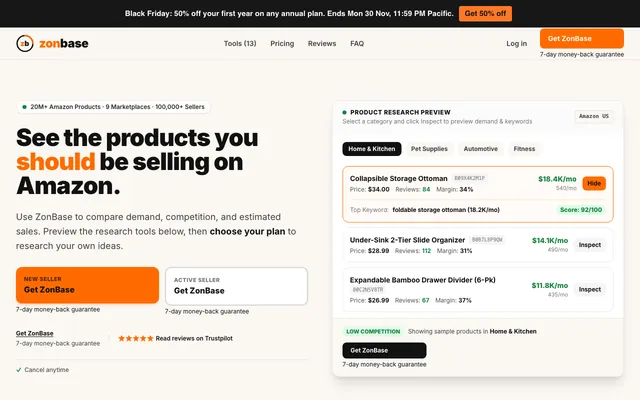 Black Friday: 50% off your first year on any annual plan. Ends Mon 30 Nov, 11:59 PM Pacific. Get 50% off
zb zonbase
Tools (13) Pricing Reviews FAQ
Log in
Get ZonBase
7-day money-back guarantee
20M+ Amazon Products · 9 Marketplaces · 100,000+ Sellers
See the products you
should be selling on
Amazon.
Use ZonBase to compare demand, competition, and estimated
sales. Preview the research tools below, then choose your plan to
research your own ideas.
NEW SELLER
Get ZonBase
7-day money-back guarantee
ACTIVE SELLER
Get ZonBase
7-day money-back guarantee
Get ZonBase
7-day money-back guarantee
★★★★★ Read reviews on Trustpilot
✓ Cancel anytime
PRODUCT RESEARCH PREVIEW
Select a category and click Inspect to preview demand & keywords
Amazon US
Home & Kitchen Pet Supplies Automotive Fitness
Collapsible Storage Ottoman B09X4K2M1P
Price: $34.00 Reviews: 84 Margin: 34%
$18.4K/mo
540/mo
Hide
Top Keyword: foldable storage ottoman (18.2K/mo) Score: 92/100
Under-Sink 2-Tier Slide Organizer B0B7L8P9QW
Price: $28.99 Reviews: 112 Margin: 31%
$14.1K/mo
490/mo
Inspect
Expandable Bamboo Drawer Divider (6-Pk)
Price: $26.99 Reviews: 67 Margin: 37%
$11.8K/mo
435/mo
Inspect
LOW COMPETITION Showing sample products in Home & Kitchen
Get ZonBase
7-day money-back guarantee